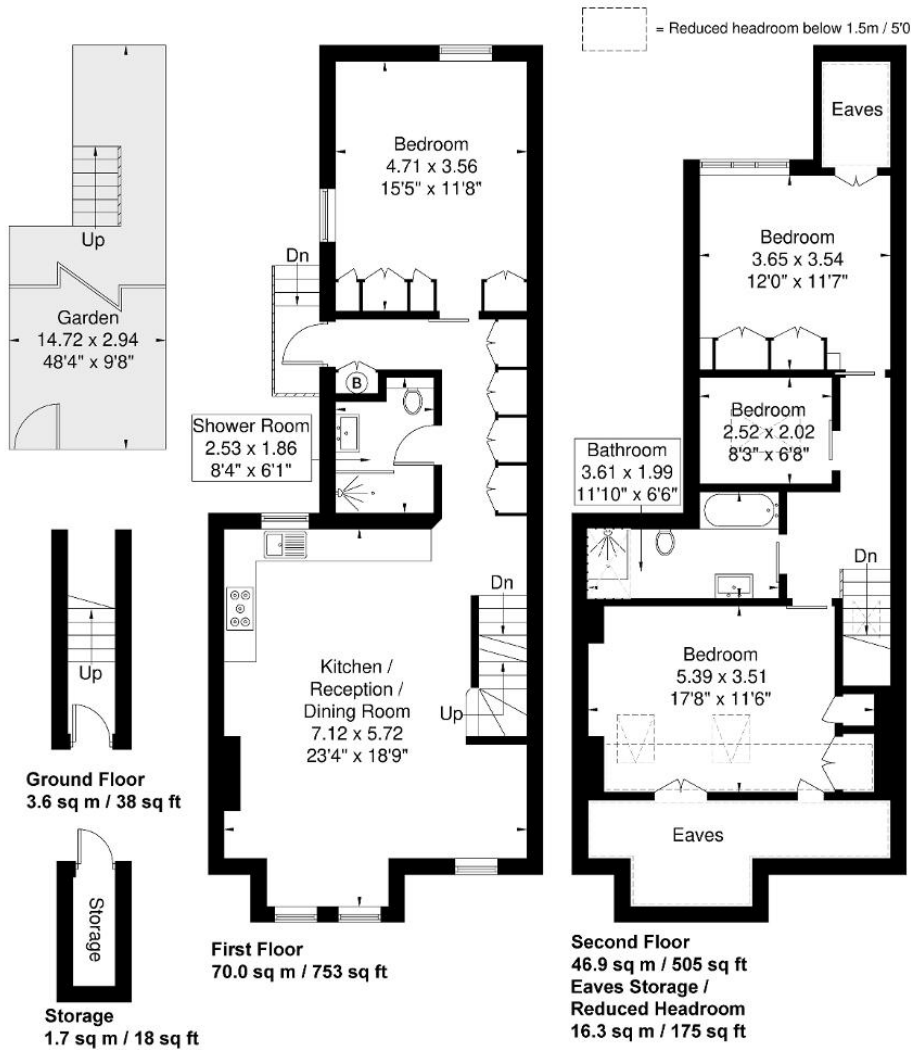 = Reduced headroom below 1.5m / 5'0
Up
Garden
14.72 x 2.94
48'4" x 9'8"
Up
Ground Floor
3.6 sq m / 38 sq ft
Storage
Storage
1.7 sq m / 18 sq ft
Bedroom
4.71 x 3.56
15'5" x 11'8"
Dn
B
Shower Room
2.53 x 1.86
8'4" x 6'1"
Dn
Up
Kitchen /
Reception /
Dining Room
7.12 x 5.72
23'4" x 18'9"
First Floor
70.0 sq m / 753 sq ft
Eaves
Bedroom
3.65 x 3.54
12'0" x 11'7"
Bedroom
2.52 x 2.02
8'3" x 6'8"
Bathroom
3.61 x 1.99
11'10" x 6'6"
Dn
Bedroom
5.39 x 3.51
17'8" x 11'6"
Eaves
Second Floor
46.9 sq m / 505 sq ft
Eaves Storage /
Reduced Headroom
16.3 sq m / 175 sq ft